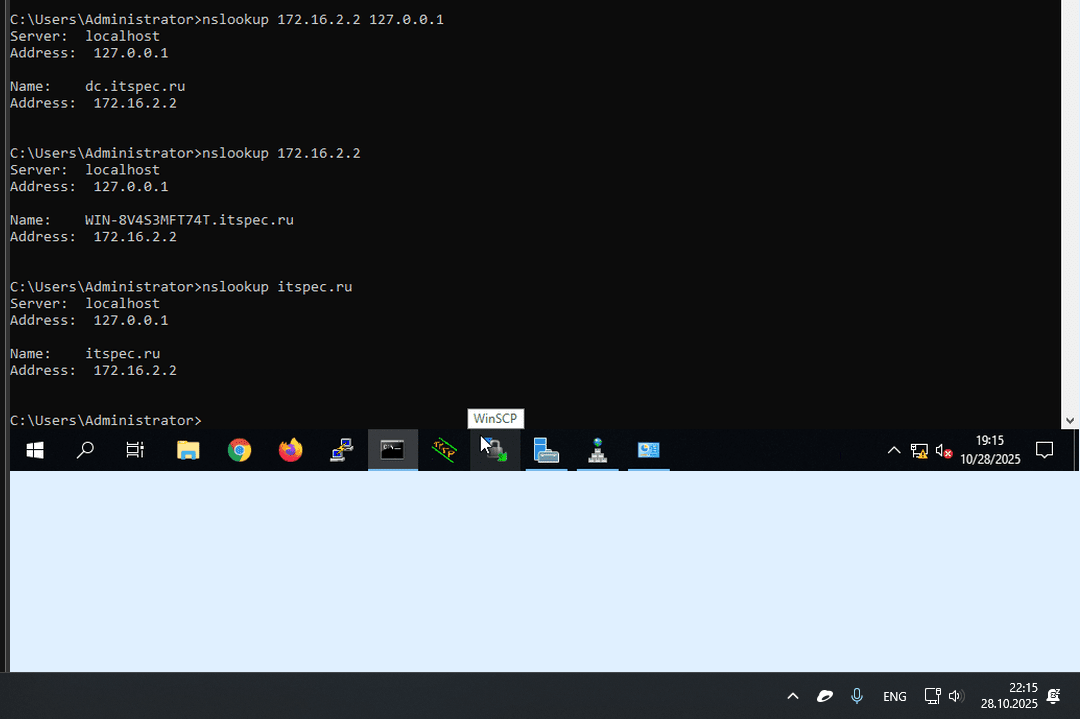 C:\Users\Administrator>nslookup 172.16.2.2 127.0.0.1
Server:  localhost
Address:  127.0.0.1
Name:    dc.itspec.ru
Address:  172.16.2.2
C:\Users\Administrator>nslookup 172.16.2.2
Server:  localhost
Address:  127.0.0.1
Name:    WIN-8V4S3MFT74T.itspec.ru
Address:  172.16.2.2
C:\Users\Administrator>nslookup itspec.ru
Server:  localhost
Address:  127.0.0.1
Name:    itspec.ru
Address:  172.16.2.2
C:\Users\Administrator>
WinSCP
19:15
10/28/2025
ENG
22:15
28.10.2025